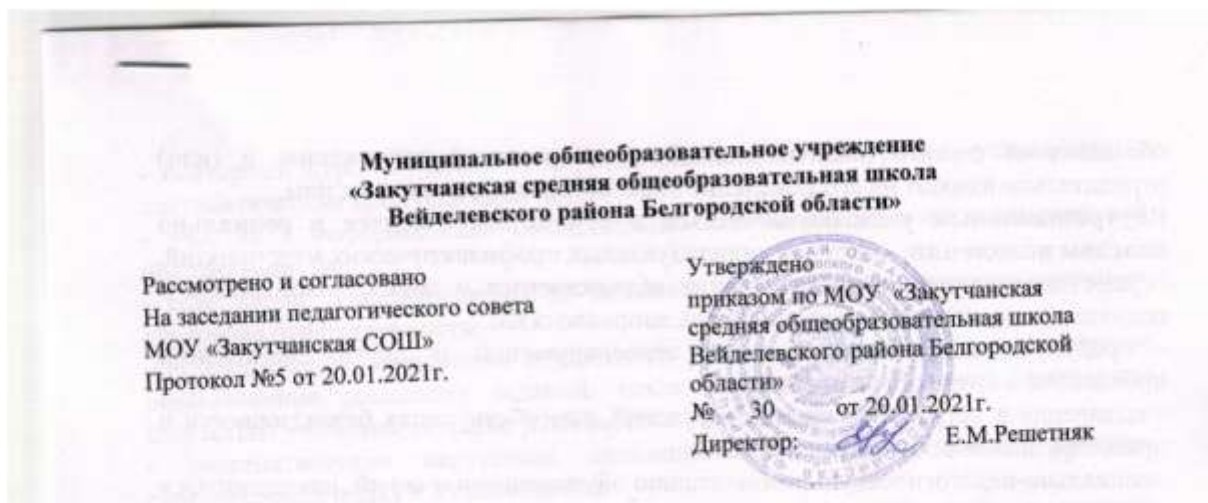 Муниципальное общеобразовательное учреждение
«Закутчанская средняя общеобразовательная школа
Вейделевского района Белгородской области»
Рассмотрено и согласовано
На заседании педагогического совета
МОУ «Закутчанская СОШ»
Протокол №5 от 20.01.2021г.
Утверждено
приказом по МОУ «Закутчанская
средняя общеобразовательная школа
Вейделевского района Белгородской
области»
№ 30 от 20.01.2021г.
Директор: Е.М.Решетняк